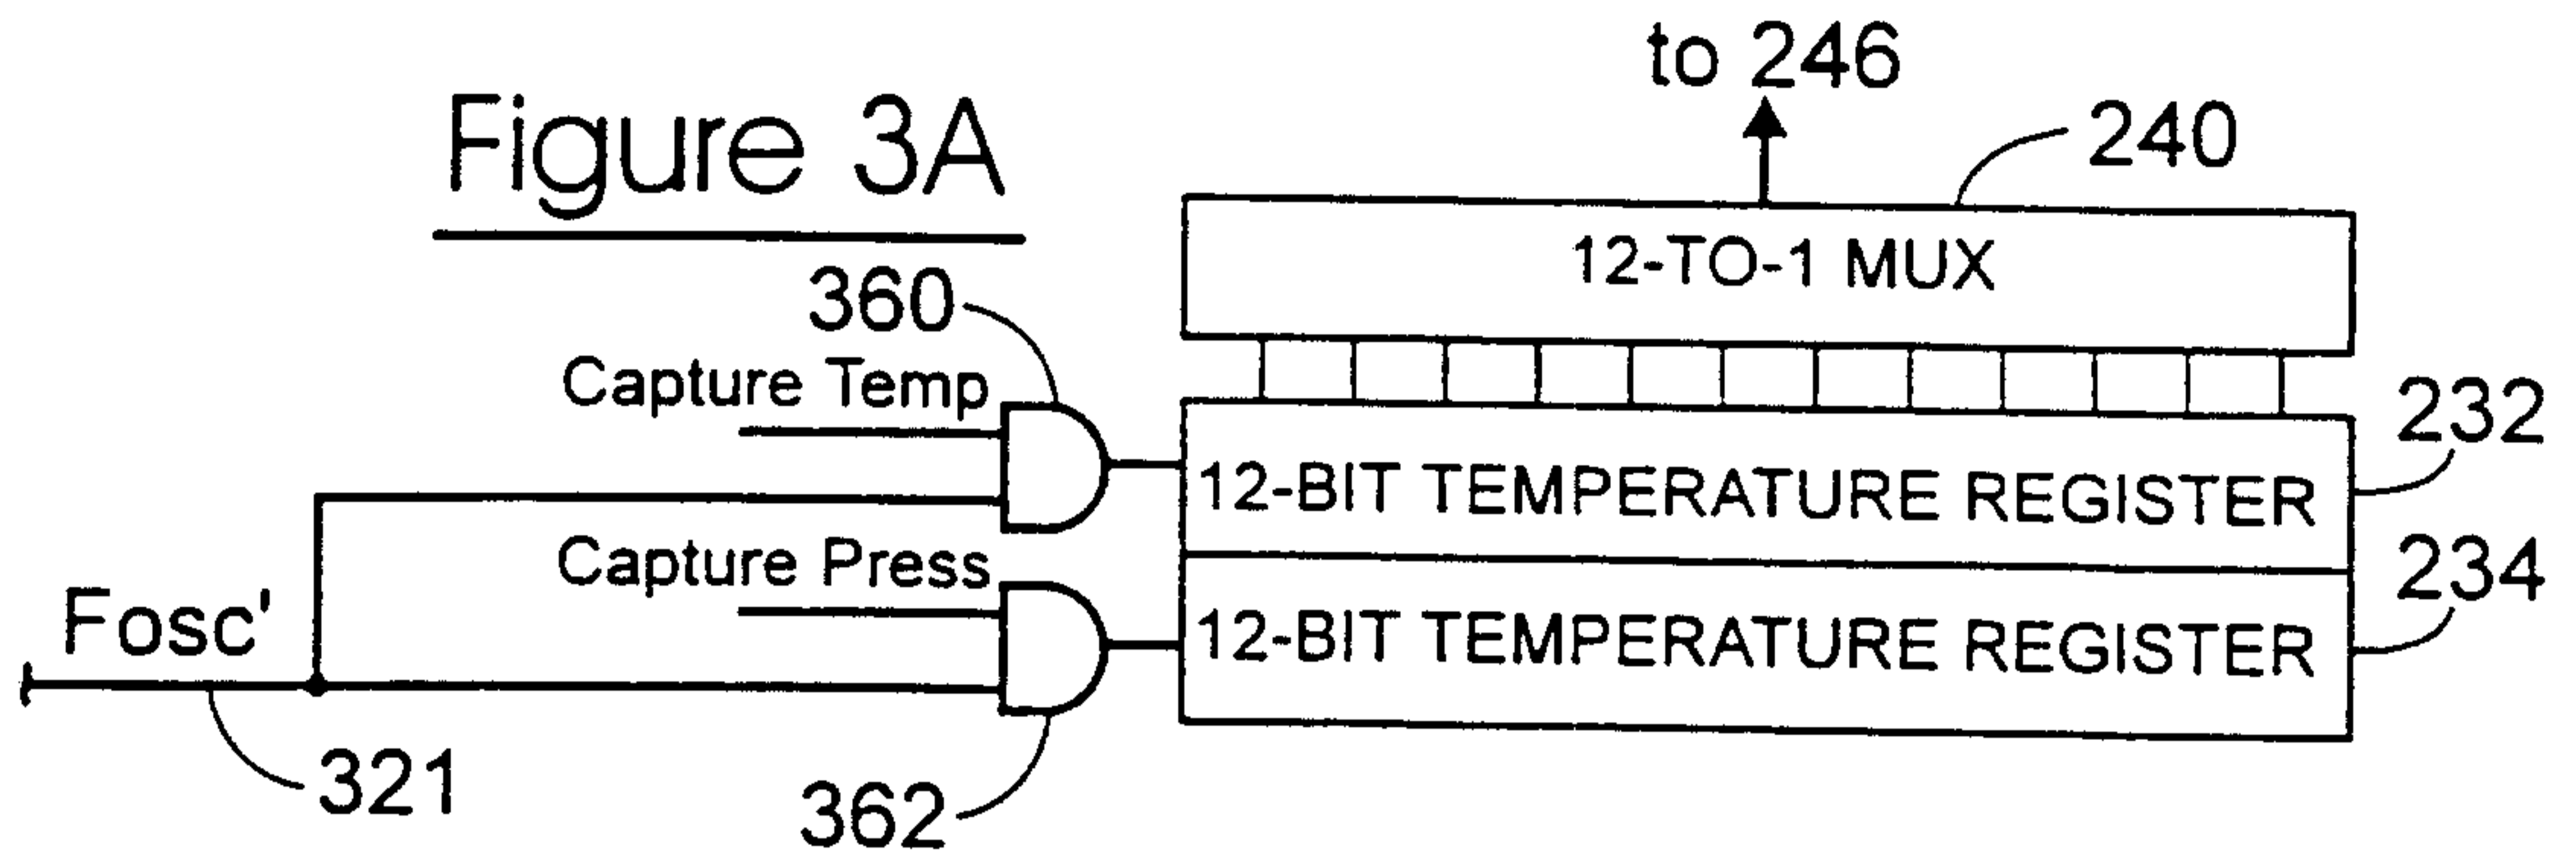 to 246
Figure 3A
240
12-TO-1 MUX
360
Capture Temp
232
12-BIT TEMPERATURE REGISTER
Capture Press
234
Fosc'
12-BIT TEMPERATURE REGISTER
321
362